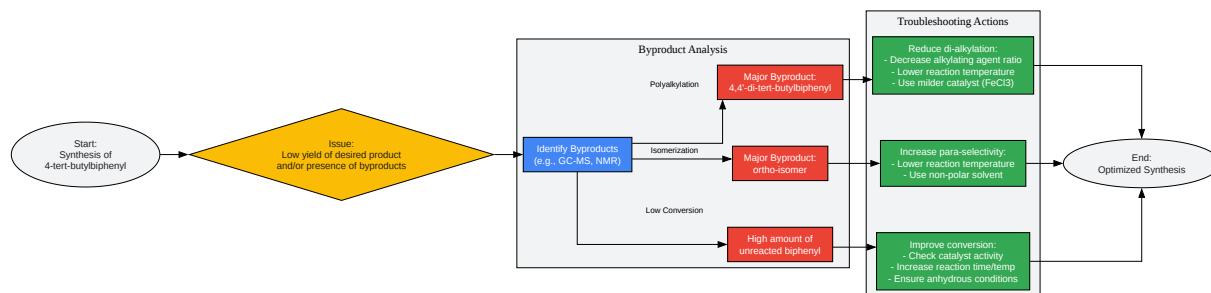 Start:
Synthesis of
4-tert-butylbiphenyl
Issue:
Low yield of desired product
and/or presence of byproducts
Byproduct Analysis
Identify Byproducts
(e.g., GC-MS, NMR)
Polyalkylation
Isomerization
Low Conversion
Major Byproduct:
4,4'-di-tert-butylbiphenyl
Major Byproduct:
ortho-isomer
High amount of
unreacted biphenyl
Troubleshooting Actions
Reduce di-alkylation:
- Decrease alkylating agent ratio
- Lower reaction temperature
- Use milder catalyst (FeCl3)
Increase para-selectivity:
- Lower reaction temperature
- Use non-polar solvent
Improve conversion:
- Check catalyst activity
- Increase reaction time/temp
- Ensure anhydrous conditions
End:
Optimized Synthesis